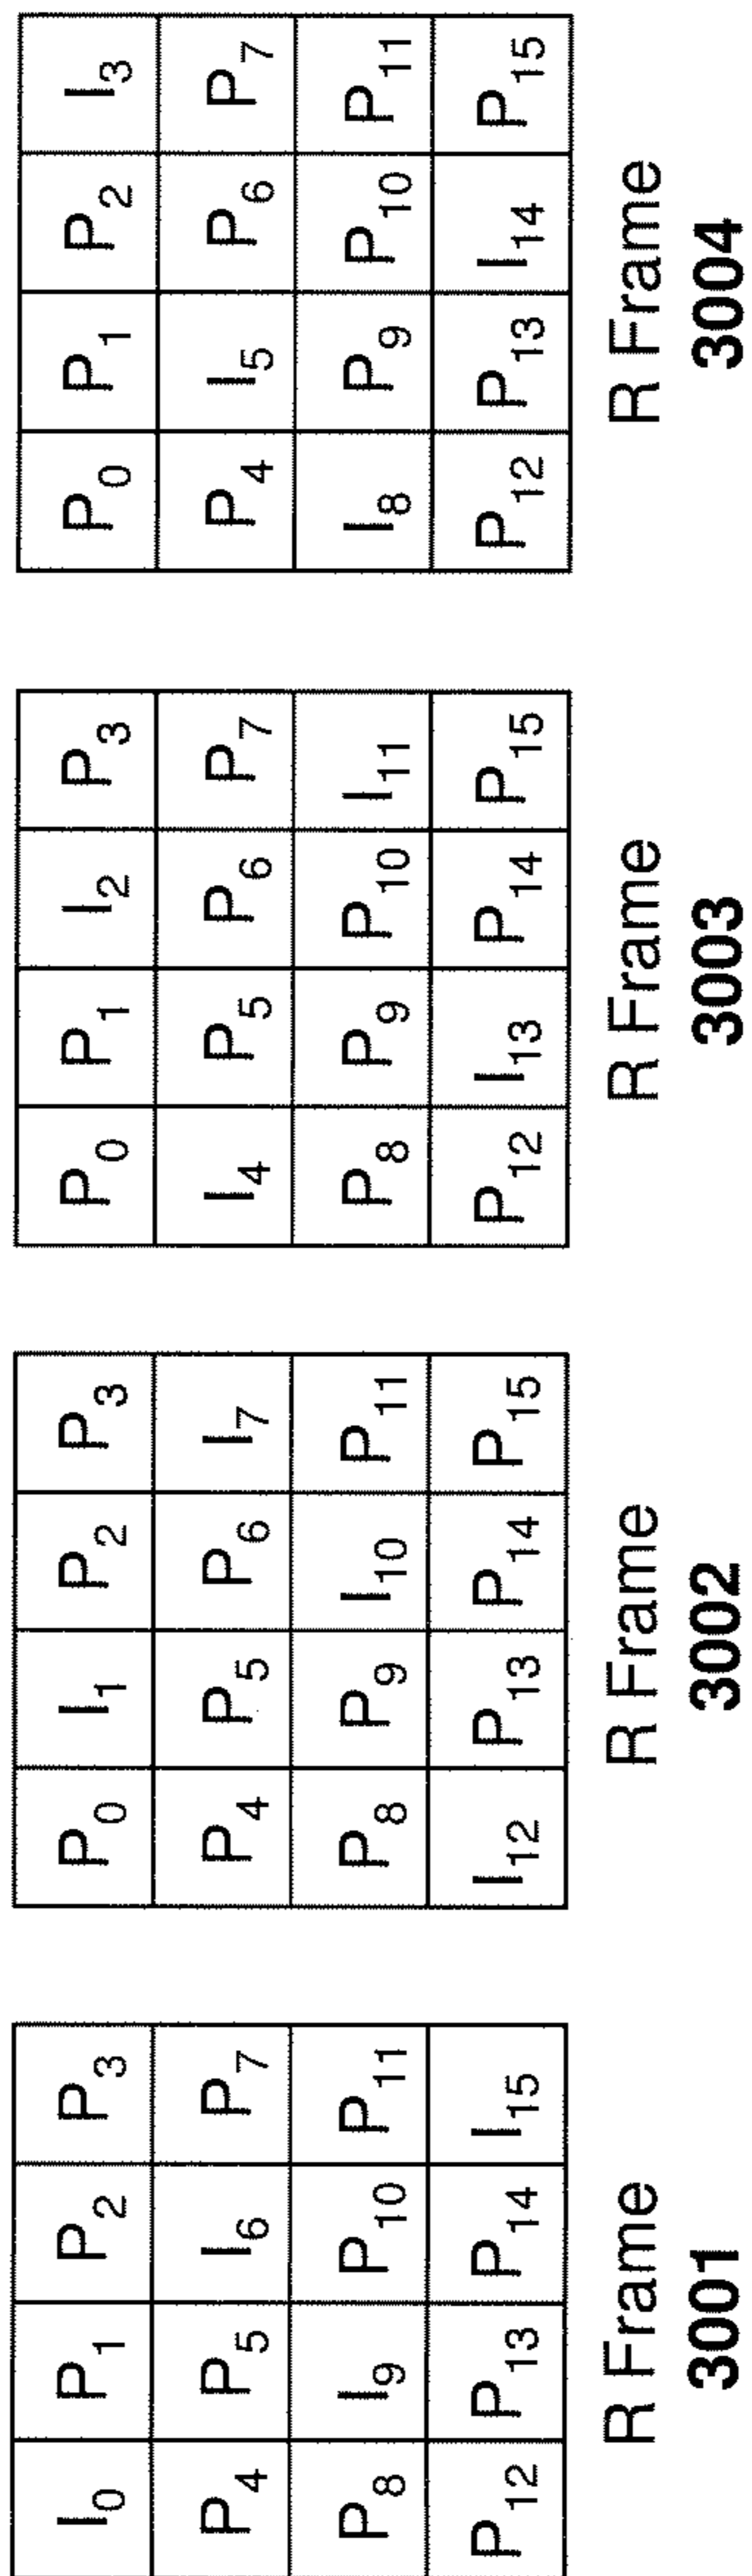 I₀ P₁ P₂ P₃
P₄ P₅ I₆ P₇
P₈ I₉ P₁₀ P₁₁
P₁₂ P₁₃ P₁₄ I₁₅
R Frame
3001
P₀ I₁ P₂ P₃
P₄ P₅ P₆ I₇
P₈ P₉ I₁₀ P₁₁
I₁₂ P₁₃ P₁₄ P₁₅
R Frame
3002
P₀ P₁ I₂ P₃
I₄ P₅ P₆ P₇
P₈ P₉ P₁₀ I₁₁
P₁₂ I₁₃ P₁₄ P₁₅
R Frame
3003
P₀ P₁ P₂ I₃
P₄ I₅ P₆ P₇
I₈ P₉ P₁₀ P₁₁
P₁₂ P₁₃ I₁₄ P₁₅
R Frame
3004